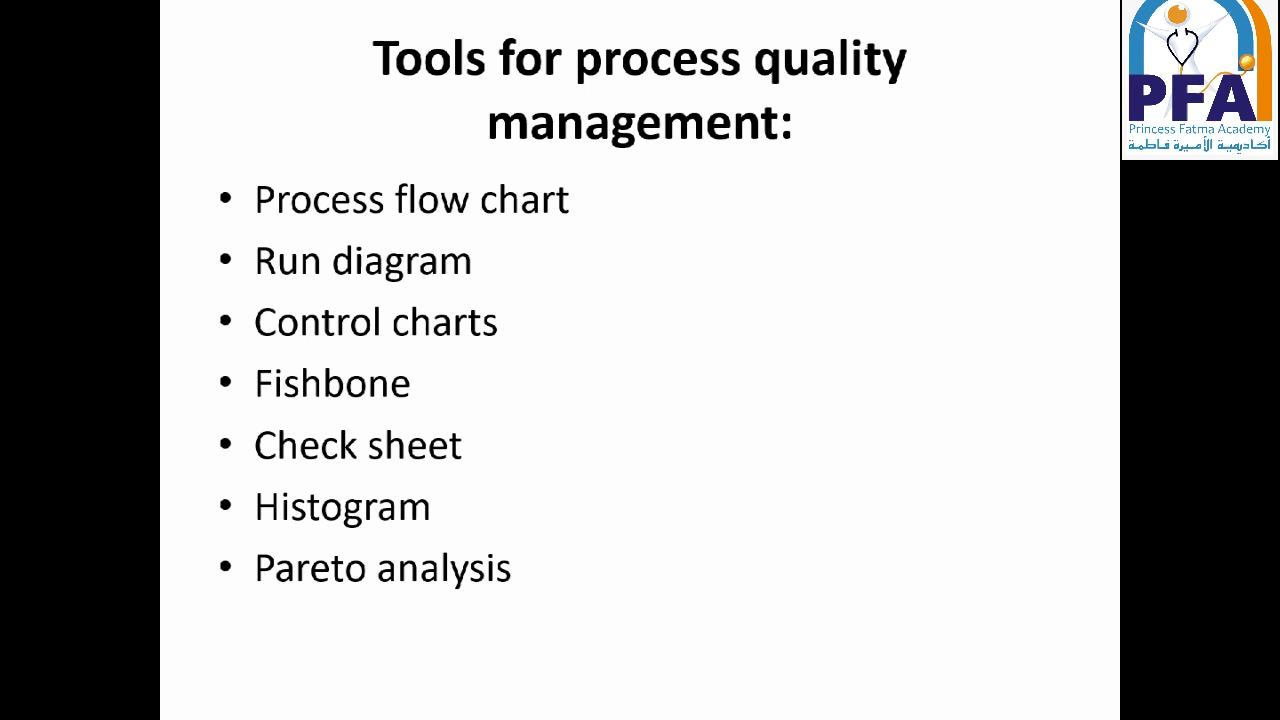 Tools for process quality
management:
• Process flow chart
• Run diagram
• Control charts
• Fishbone
• Check sheet
• Histogram
• Pareto analysis
PFA
Princess Fatma Academy
أكاديمية الأميرة فاطمة